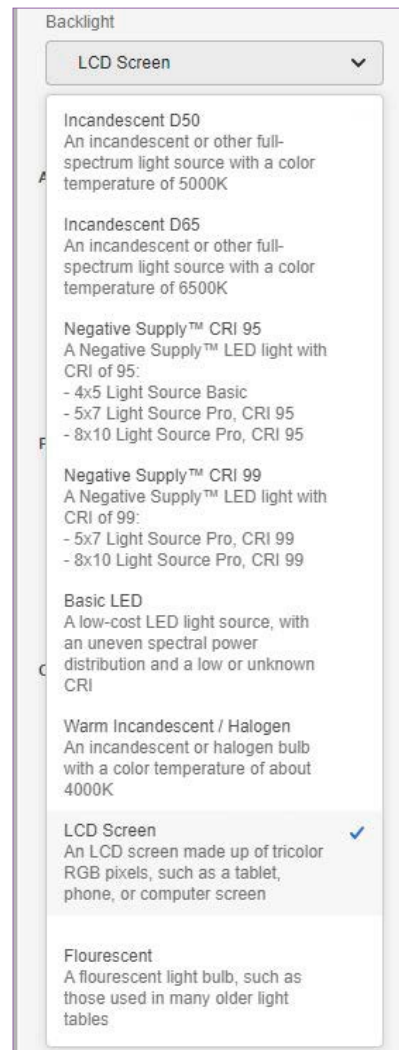 Backlight
LCD Screen
Incandescent D50
An incandescent or other full-
spectrum light source with a color
temperature of 5000K
Incandescent D65
An incandescent or other full-
spectrum light source with a color
temperature of 6500K
Negative Supply™ CRI 95
A Negative Supply™ LED light with
CRI of 95:
- 4x5 Light Source Basic
- 5x7 Light Source Pro, CRI 95
- 8x10 Light Source Pro, CRI 95
Negative Supply™ CRI 99
A Negative Supply™ LED light with
CRI of 99:
- 5x7 Light Source Pro, CRI 99
- 8x10 Light Source Pro, CRI 99
Basic LED
A low-cost LED light source, with
an uneven spectral power
distribution and a low or unknown
CRI
Warm Incandescent / Halogen
An incandescent or halogen bulb
with a color temperature of about
4000K
LCD Screen
An LCD screen made up of tricolor
RGB pixels, such as a tablet,
phone, or computer screen
Flourescent
A flourescent light bulb, such as
those used in many older light
tables